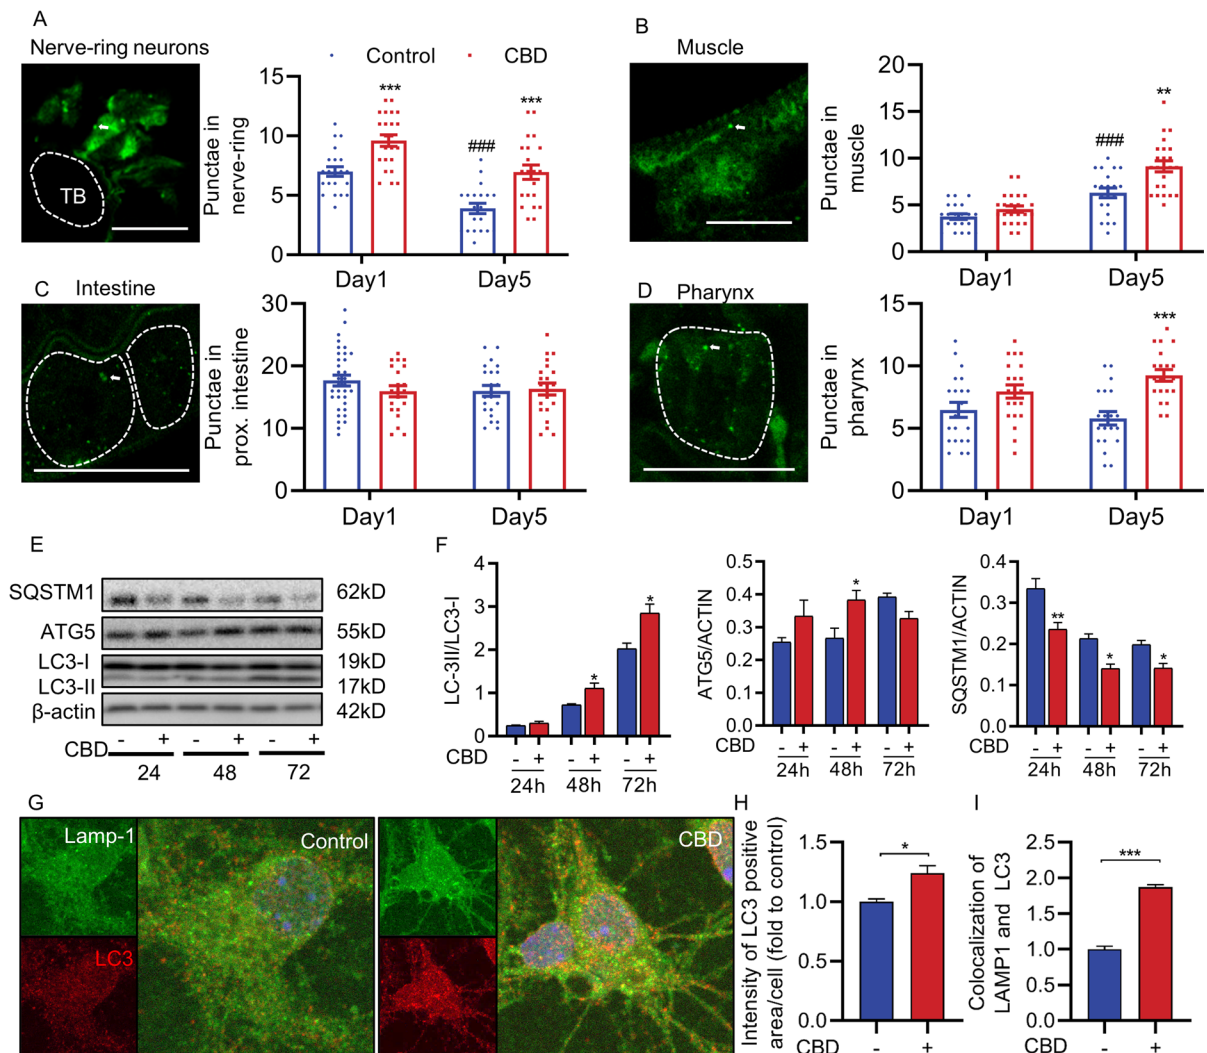 A
Nerve-ring neurons
TB
Control CBD
Punctae in
nerve-ring
15
10
5
0
***
###
***
Day1 Day5
B
Muscle
Punctae in
muscle
20
15
10
5
0
###
**
Day1 Day5
C Intestine
Punctae in
prox. intestine
30
20
10
0
Day1 Day5
D Pharynx
Punctae in
pharynx
15
10
5
0
***
Day1 Day5
E
SQSTM1 62kD
ATG5 55kD
LC3-I 19kD
LC3-II 17kD
β-actin 42kD
CBD - + - + - +
24 48 72
F
LC-3II/LC3-I
4
3
2
1
0
*
*
CBD - + - + - +
24h 48h 72h
ATG5/ACTIN
0.5
0.4
0.3
0.2
0.1
0.0
*
CBD - + - + - +
24h 48h 72h
SQSTM1/ACTIN
0.4
0.3
0.2
0.1
0.0
**
*
*
CBD - + - + - +
24h 48h 72h
G
Lamp-1
LC3
Control
CBD
H
Intensity of LC3 positive
area/cell (fold to control)
1.5
1.0
0.5
0.0
*
CBD - +
I
Colocalization of
LAMP1 and LC3
2.5
2.0
1.5
1.0
0.5
0.0
***
CBD - +